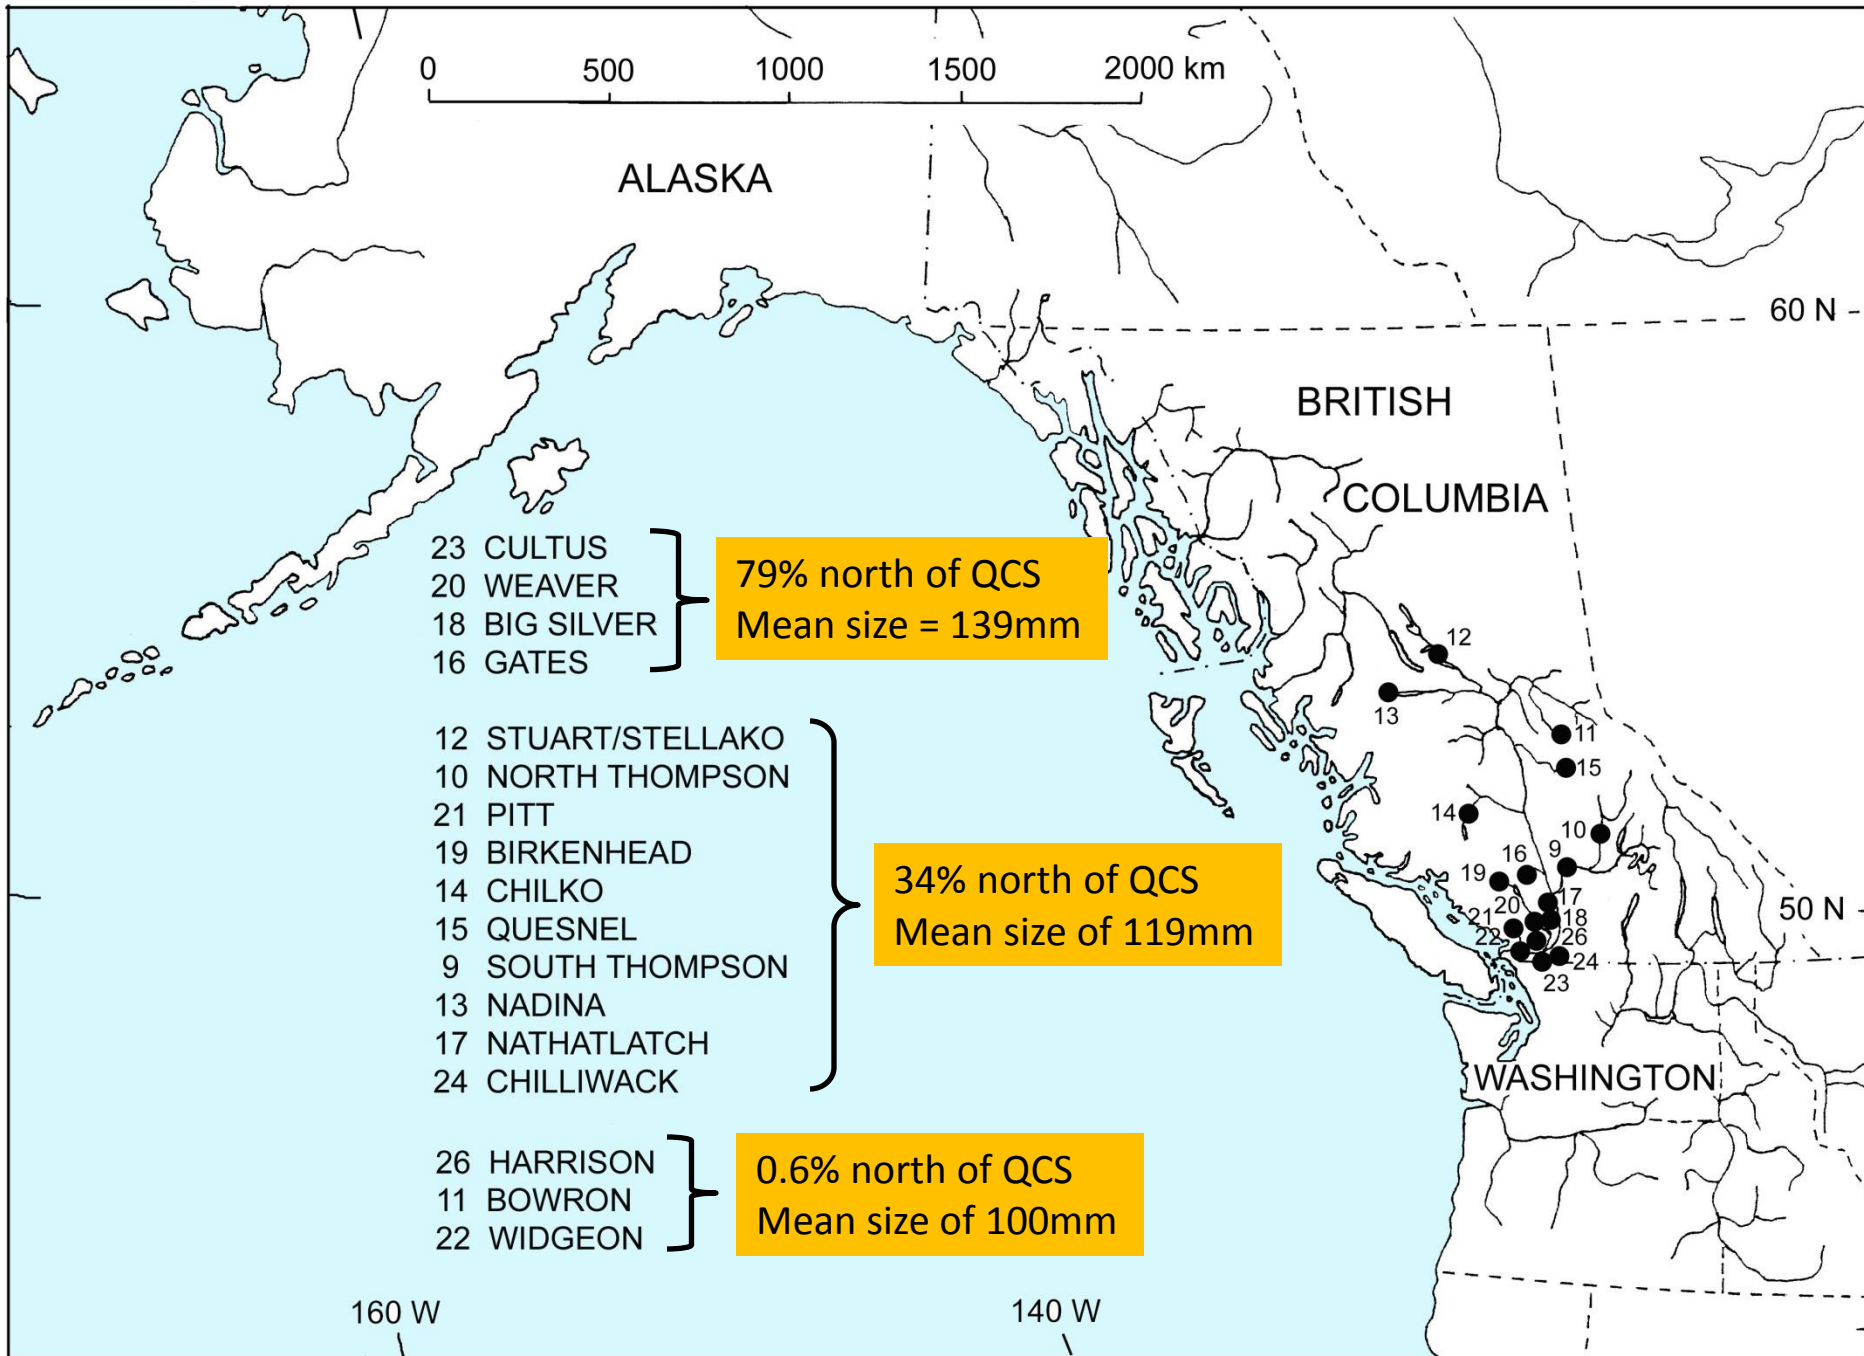 0 500 1000 1500 2000 km
ALASKA
60 N
BRITISH
COLUMBIA
23 CULTUS
20 WEAVER
18 BIG SILVER
16 GATES
79% north of QCS
Mean size = 139mm
12 STUART/STELLAKO
10 NORTH THOMPSON
21 PITT
19 BIRKENHEAD
14 CHILKO
15 QUESNEL
9 SOUTH THOMPSON
13 NADINA
17 NATHATLATCH
24 CHILLIWACK
34% north of QCS
Mean size of 119mm
26 HARRISON
11 BOWRON
22 WIDGEON
0.6% north of QCS
Mean size of 100mm
12
13
11
15
14
10
9
16
19
17
20
18
21
22
26
24
23
50 N
WASHINGTON
160 W
140 W